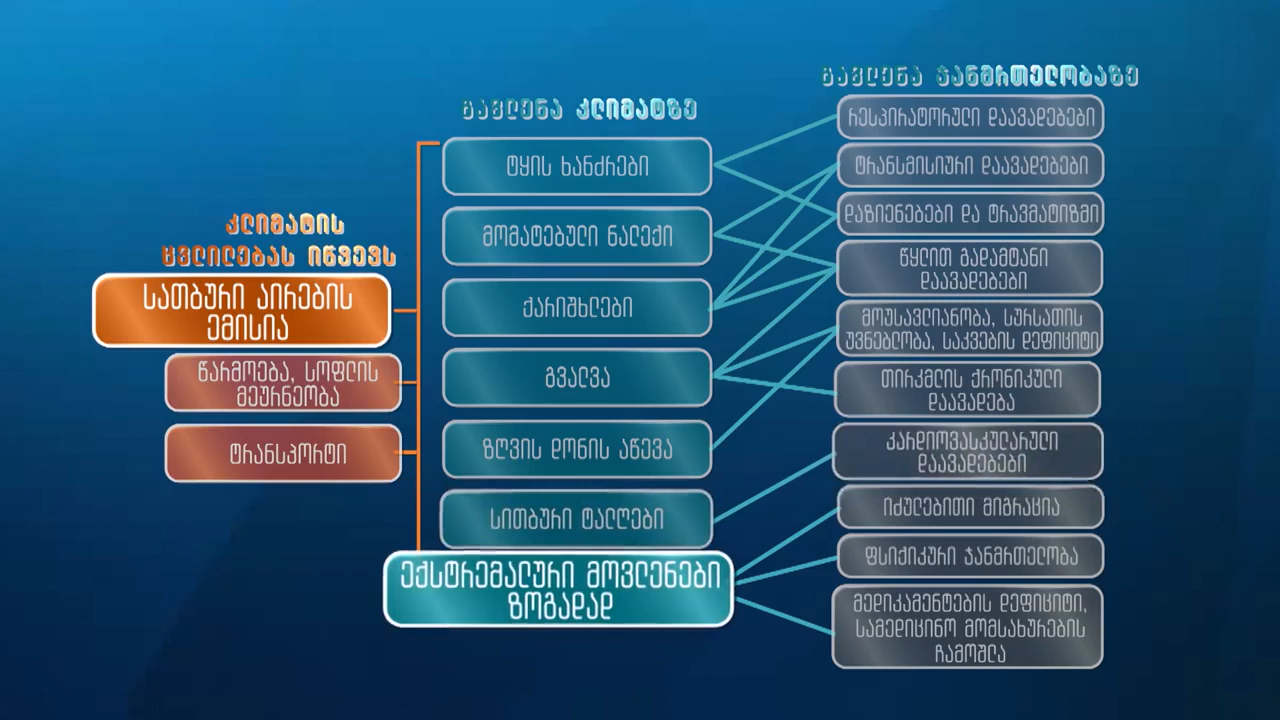 კლიმატის
ცვლილებას იწვევს
სათბური აირების
ემისია
წარმოება, სოფლის
მეურნეობა
ტრანსპორტი
გავლენა კლიმატზე
ტყის ხანძრები
მომატებული ნალექი
ქარიშხლები
გვალვა
ზღვის დონის აწევა
სითბური ტალღები
ექსტრემალური მოვლენები
ზოგადად
გავლენა ჯანმრთელობაზე
რესპირატორული დაავადებები
ტრანსმისიური დაავადებები
დაზიენებები და ტრავმატიზმი
წყლით გადამტანი
დაავადებები
მოუსავლიანობა, სურსათის
უვნებლობა, საკვების დეფიციტი
თირკმლის ქრონიკული
დაავადება
კარდიოვასკულარული
დაავადებები
იძულებითი მიგრაცია
ფსიქიკური ჯანმრთელობა
მედიკამენტების დეფიციტი,
სამედიცინო მომსახურების
ჩამოშლა